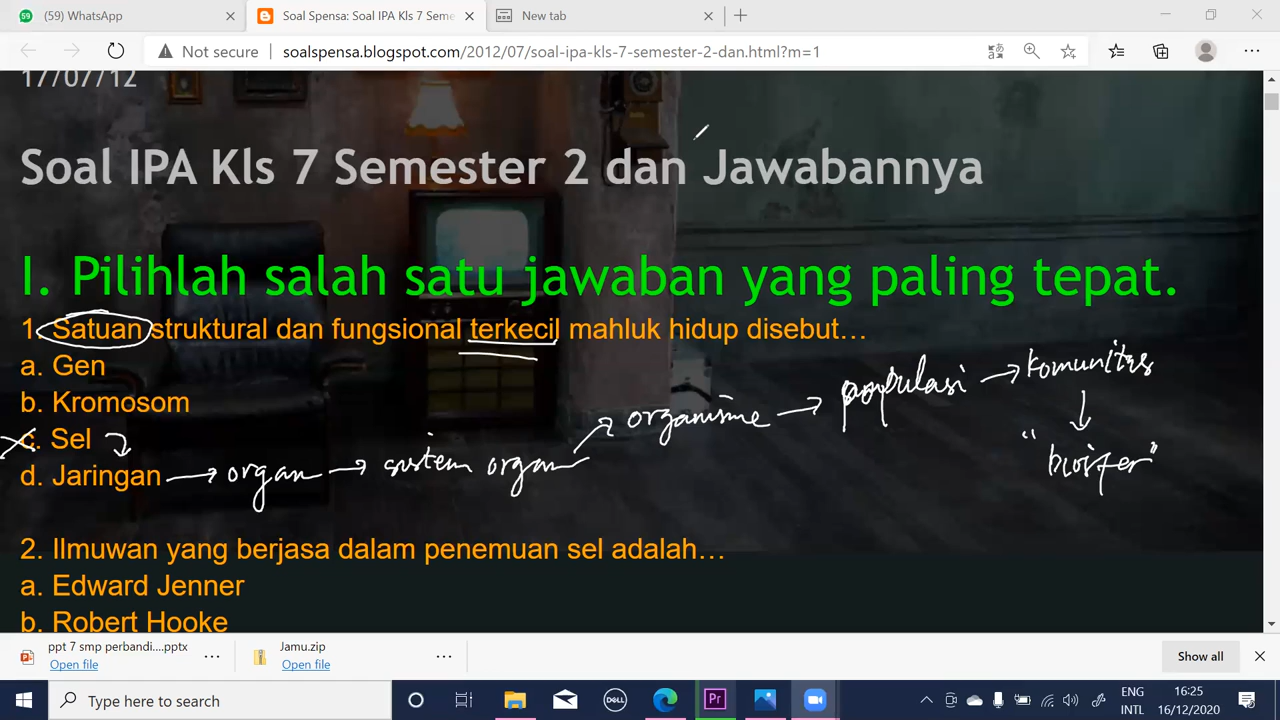 (59) WhatsApp
Soal Spensa: Soal IPA Kls 7 Seme
New tab
Not secure
soalspensa.blogspot.com/2012/07/soal-ipa-kls-7-semester-2-dan.html?m=1
17/07/12
Soal IPA Kls 7 Semester 2 dan Jawabannya
I. Pilihlah salah satu jawaban yang paling tepat.
1. Satuan struktural dan fungsional terkecil mahluk hidup disebut…
a. Gen
b. Kromosom
c. Sel
d. Jaringan → organ → sistem organ → organisme → populasi → komunitas
"biosfer"
2. Ilmuwan yang berjasa dalam penemuan sel adalah…
a. Edward Jenner
b. Robert Hooke
ppt 7 smp perbandi....pptx
Open file
Jamu.zip
Open file
Show all
Type here to search
DELL
Pr
ENG
INTL
16:25
16/12/2020